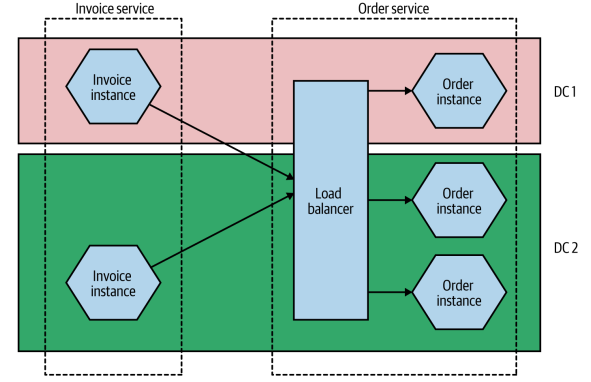 Invoice service
Order service
Invoice
instance
Order
instance
DC 1
Load
balancer
Order
instance
DC 2
Invoice
instance
Order
instance